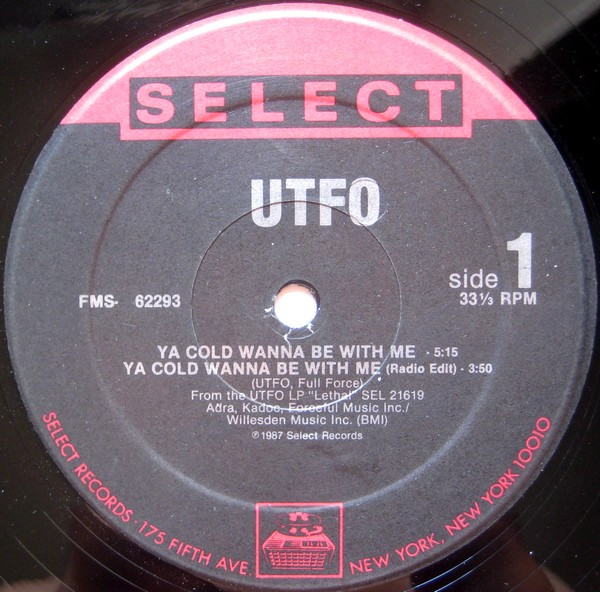 SELECT
UTFO
side 1
FMS- 62293
33⅓ RPM
YA COLD WANNA BE WITH ME - 5:15
YA COLD WANNA BE WITH ME (Radio Edit) - 3:50
(UTFO, Full Force)
From the UTFO LP "Lethal" SEL 21619
Adra, Kadoc, Forceful Music Inc./
Willesden Music Inc. (BMI)
℗1987 Select Records
SELECT RECORDS · 175 FIFTH AVE. NEW YORK, NEW YORK 10010